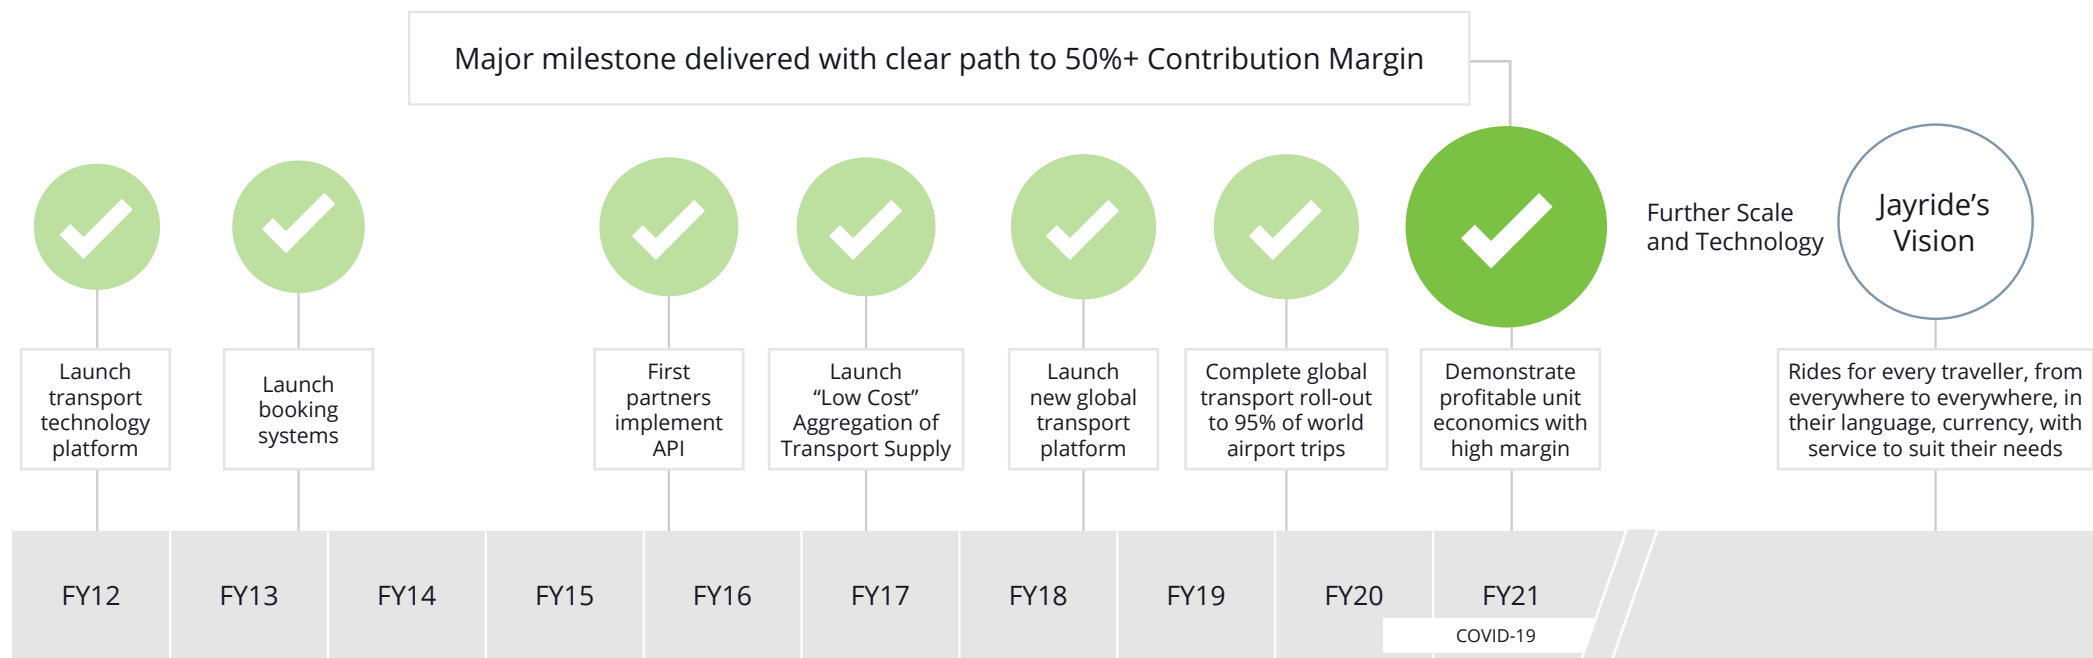 Major milestone delivered with clear path to 50%+ Contribution Margin
Further Scale
and Technology
Jayride’s
Vision
Launch
transport
technology
platform
Launch
booking
systems
First
partners
implement
API
Launch
“Low Cost”
Aggregation of
Transport Supply
Launch
new global
transport
platform
Complete global
transport roll-out
to 95% of world
airport trips
Demonstrate
profitable unit
economics with
high margin
Rides for every traveller, from
everywhere to everywhere, in
their language, currency, with
service to suit their needs
FY12
FY13
FY14
FY15
FY16
FY17
FY18
FY19
FY20
FY21
COVID-19